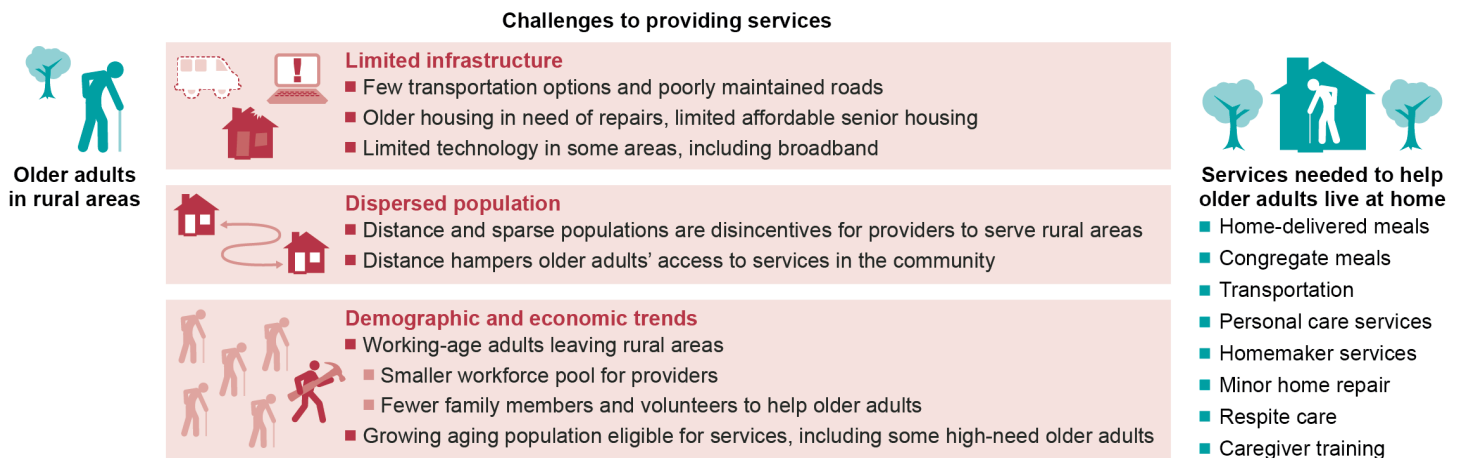 Challenges to providing services
Older adults
in rural areas
Limited infrastructure
Few transportation options and poorly maintained roads
Older housing in need of repairs, limited affordable senior housing
Limited technology in some areas, including broadband
Dispersed population
Distance and sparse populations are disincentives for providers to serve rural areas
Distance hampers older adults’ access to services in the community
Demographic and economic trends
Working-age adults leaving rural areas
Smaller workforce pool for providers
Fewer family members and volunteers to help older adults
Growing aging population eligible for services, including some high-need older adults
Services needed to help
older adults live at home
Home-delivered meals
Congregate meals
Transportation
Personal care services
Homemaker services
Minor home repair
Respite care
Caregiver training